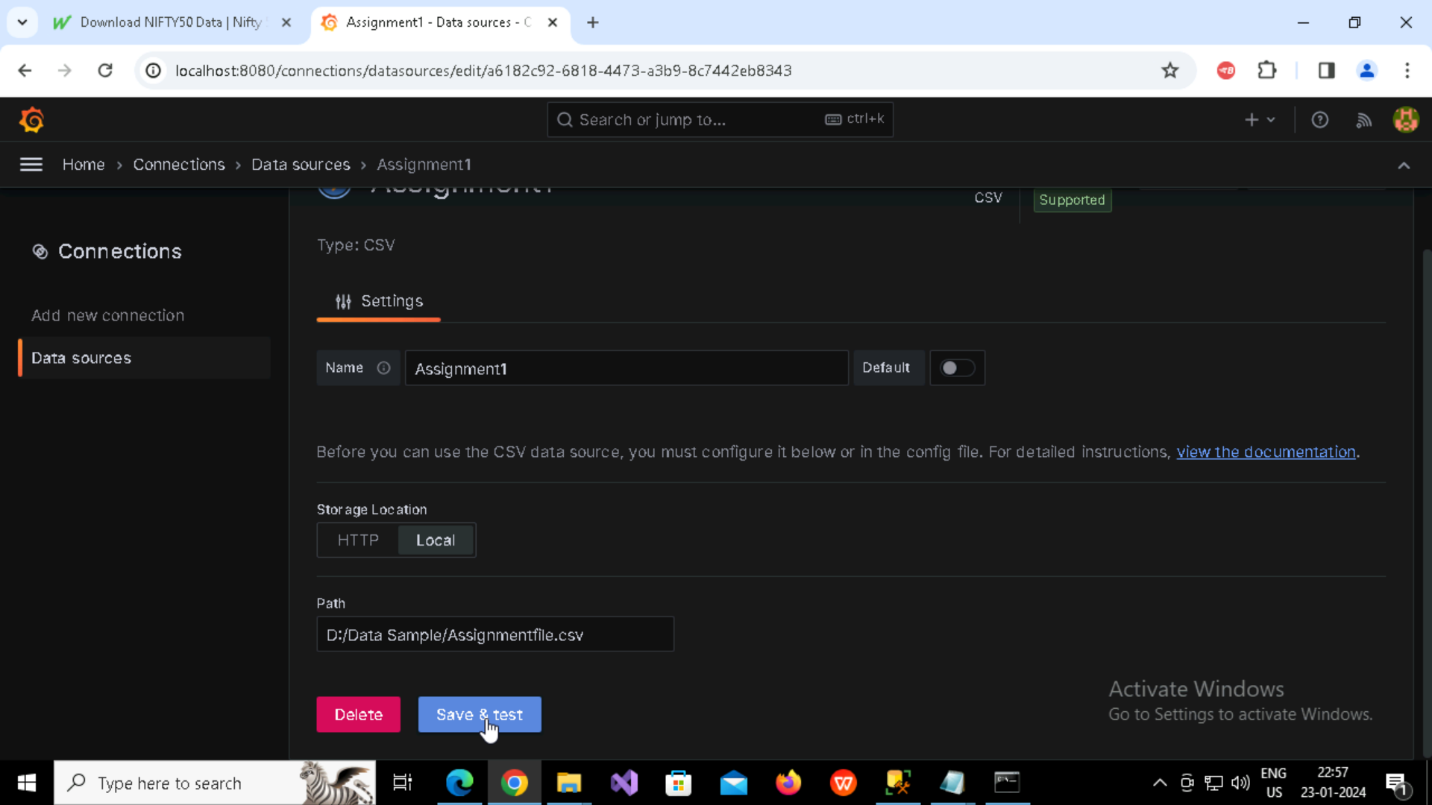 Download NIFTY50 Data | Nifty
Assignment1 - Data sources - C
localhost:8080/connections/datasources/edit/a6182c92-6818-4473-a3b9-8c7442eb8343
Search or jump to...
ctrl+k
Home › Connections › Data sources › Assignment1
Assignment1
CSV
Supported
Connections
Type: CSV
Settings
Add new connection
Data sources
Name
Assignment1
Default
Before you can use the CSV data source, you must configure it below or in the config file. For detailed instructions, view the documentation.
Storage Location
HTTP
Local
Path
D:/Data Sample/Assignmentfile.csv
Delete
Save & test
Activate Windows
Go to Settings to activate Windows.
Type here to search
ENG
US
22:57
23-01-2024
1